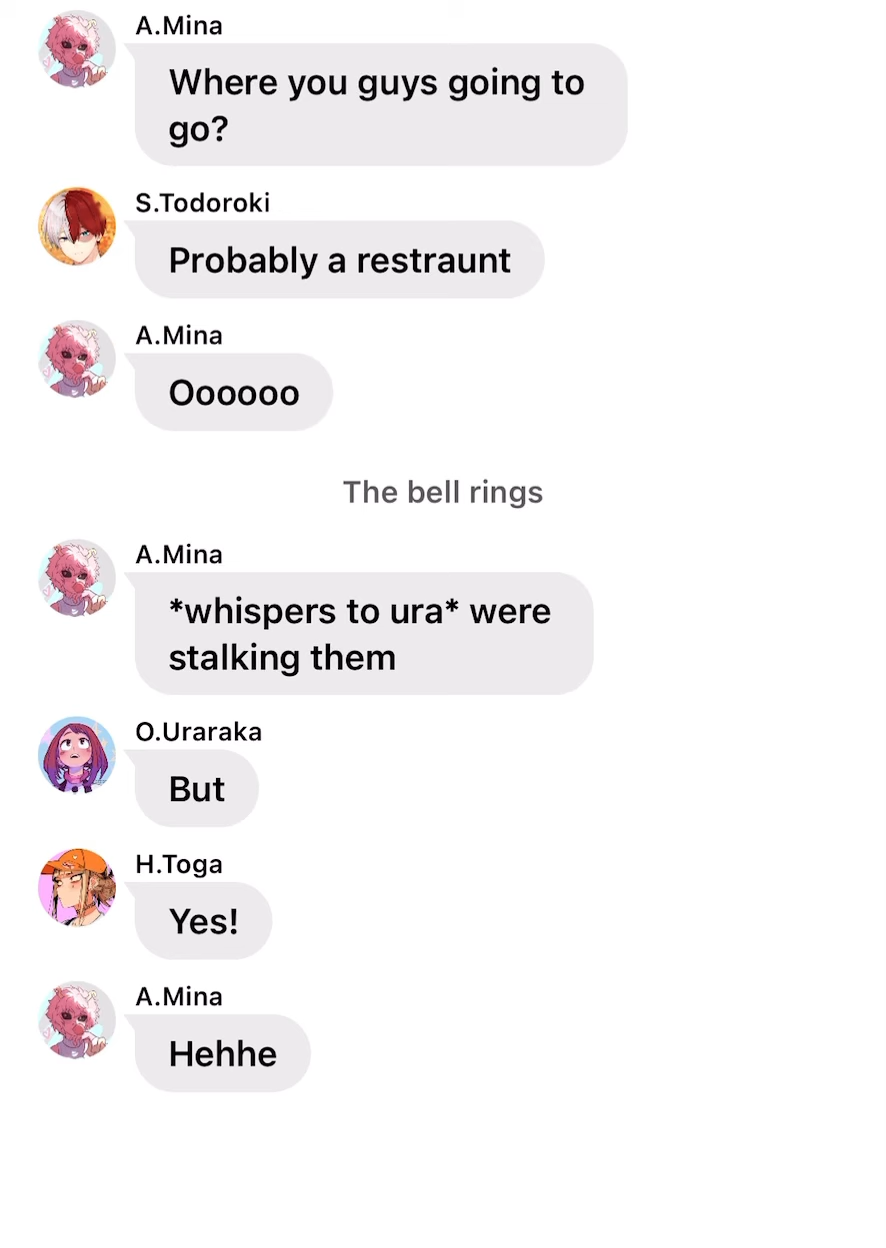 A.Mina
Where you guys going to
go?
S.Todoroki
Probably a restraunt
A.Mina
Oooooo
The bell rings
A.Mina
*whispers to ura* were
stalking them
O.Uraraka
But
H.Toga
Yes!
A.Mina
Hehhe